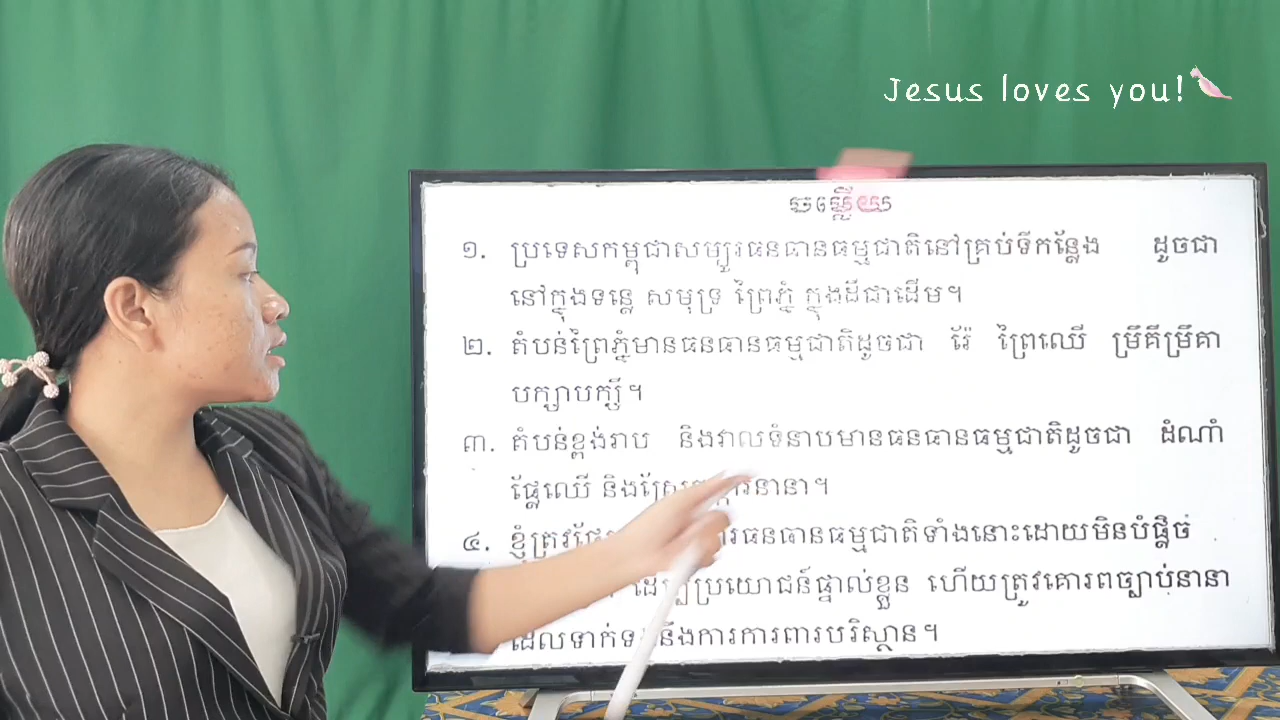 Jesus loves you!
ចម្លើយ
១. ប្រទេសកម្ពុជាសម្បូរធនធានធម្មជាតិនៅគ្រប់ទីកន្លែង ដូចជា
នៅក្នុងទន្លេ សមុទ្រ ព្រៃភ្នំ ក្នុងដីជាដើម។
២. តំបន់ព្រៃភ្នំមានធនធានធម្មជាតិដូចជា រ៉ែ ព្រៃឈើ ម្រឹគីម្រឹគា
បក្សាបក្សី។
៣. តំបន់ខ្ពង់រាប និងវាលទំនាបមានធនធានធម្មជាតិដូចជា ដំណាំ
ផ្លែឈើ និង នានា។
៤. ខ្ញុំត្រូវ ធនធានធម្មជាតិទាំងនោះដោយមិនបំផ្លិច
ដើម្បីប្រយោជន៍ផ្ទាល់ខ្លួន ហើយត្រូវគោរពច្បាប់នានា
ដែលទាក់ទងនឹងការការពារបរិស្ថាន។